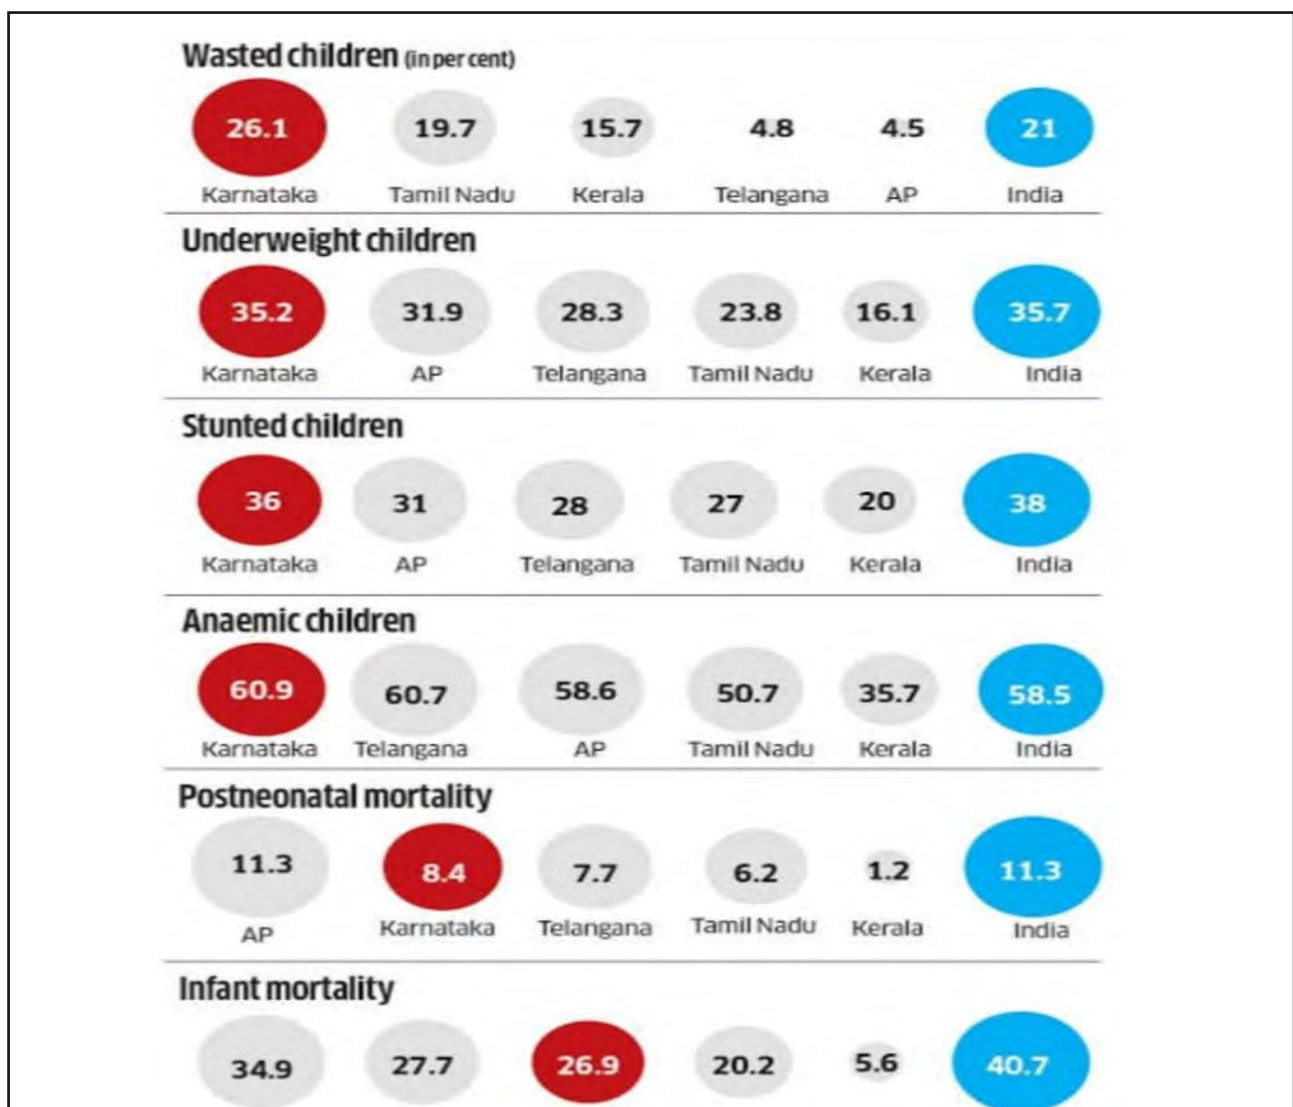 Wasted children (in per cent)
26.1 19.7 15.7 4.8 4.5 21
Karnataka Tamil Nadu Kerala Telangana AP India
Underweight children
35.2 31.9 28.3 23.8 16.1 35.7
Karnataka AP Telangana Tamil Nadu Kerala India
Stunted children
36 31 28 27 20 38
Karnataka AP Telangana Tamil Nadu Kerala India
Anaemic children
60.9 60.7 58.6 50.7 35.7 58.5
Karnataka Telangana AP Tamil Nadu Kerala India
Postneonatal mortality
11.3 8.4 7.7 6.2 1.2 11.3
AP Karnataka Telangana Tamil Nadu Kerala India
Infant mortality
34.9 27.7 26.9 20.2 5.6 40.7